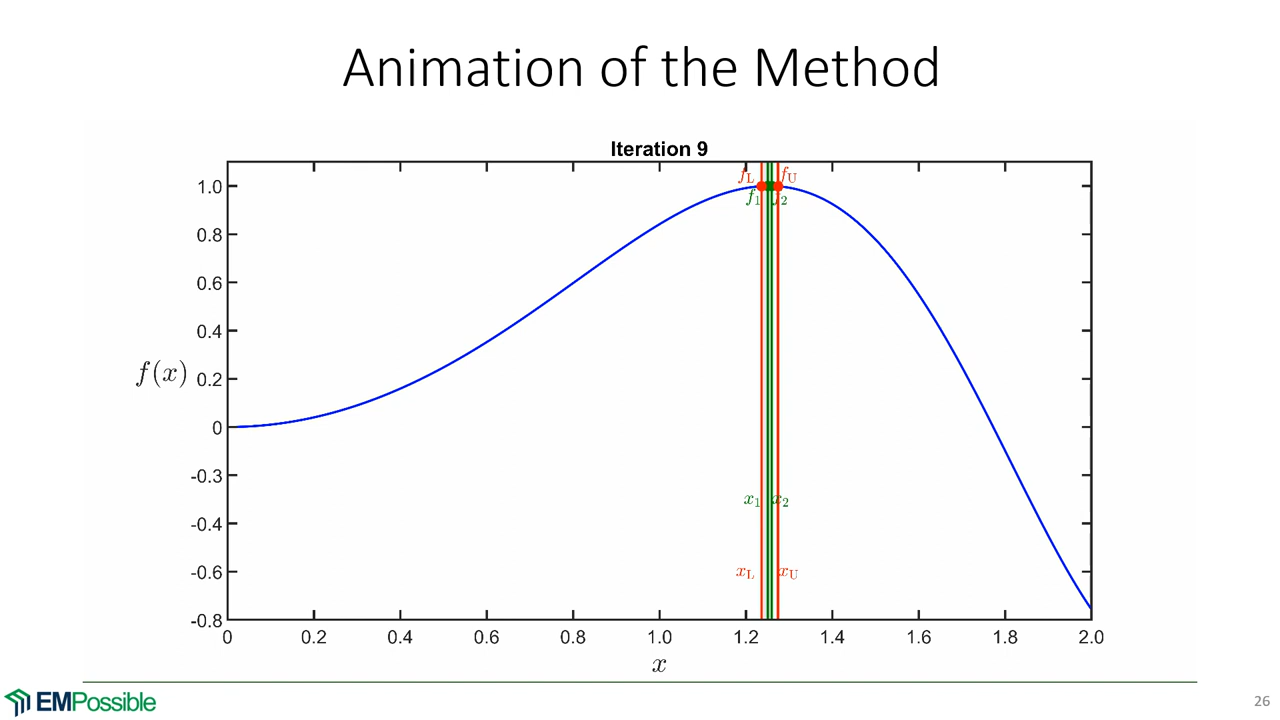 Animation of the Method
Iteration 9
f_L f_U
f_1 f_2
1.0
0.8
0.6
0.4
f(x) 0.2
0
-0.3
-0.4
-0.6
-0.8
x_1 x_2
x_L x_U
0 0.2 0.4 0.6 0.8 1.0 1.2 1.4 1.6 1.8 2.0
x
EMPossible
26